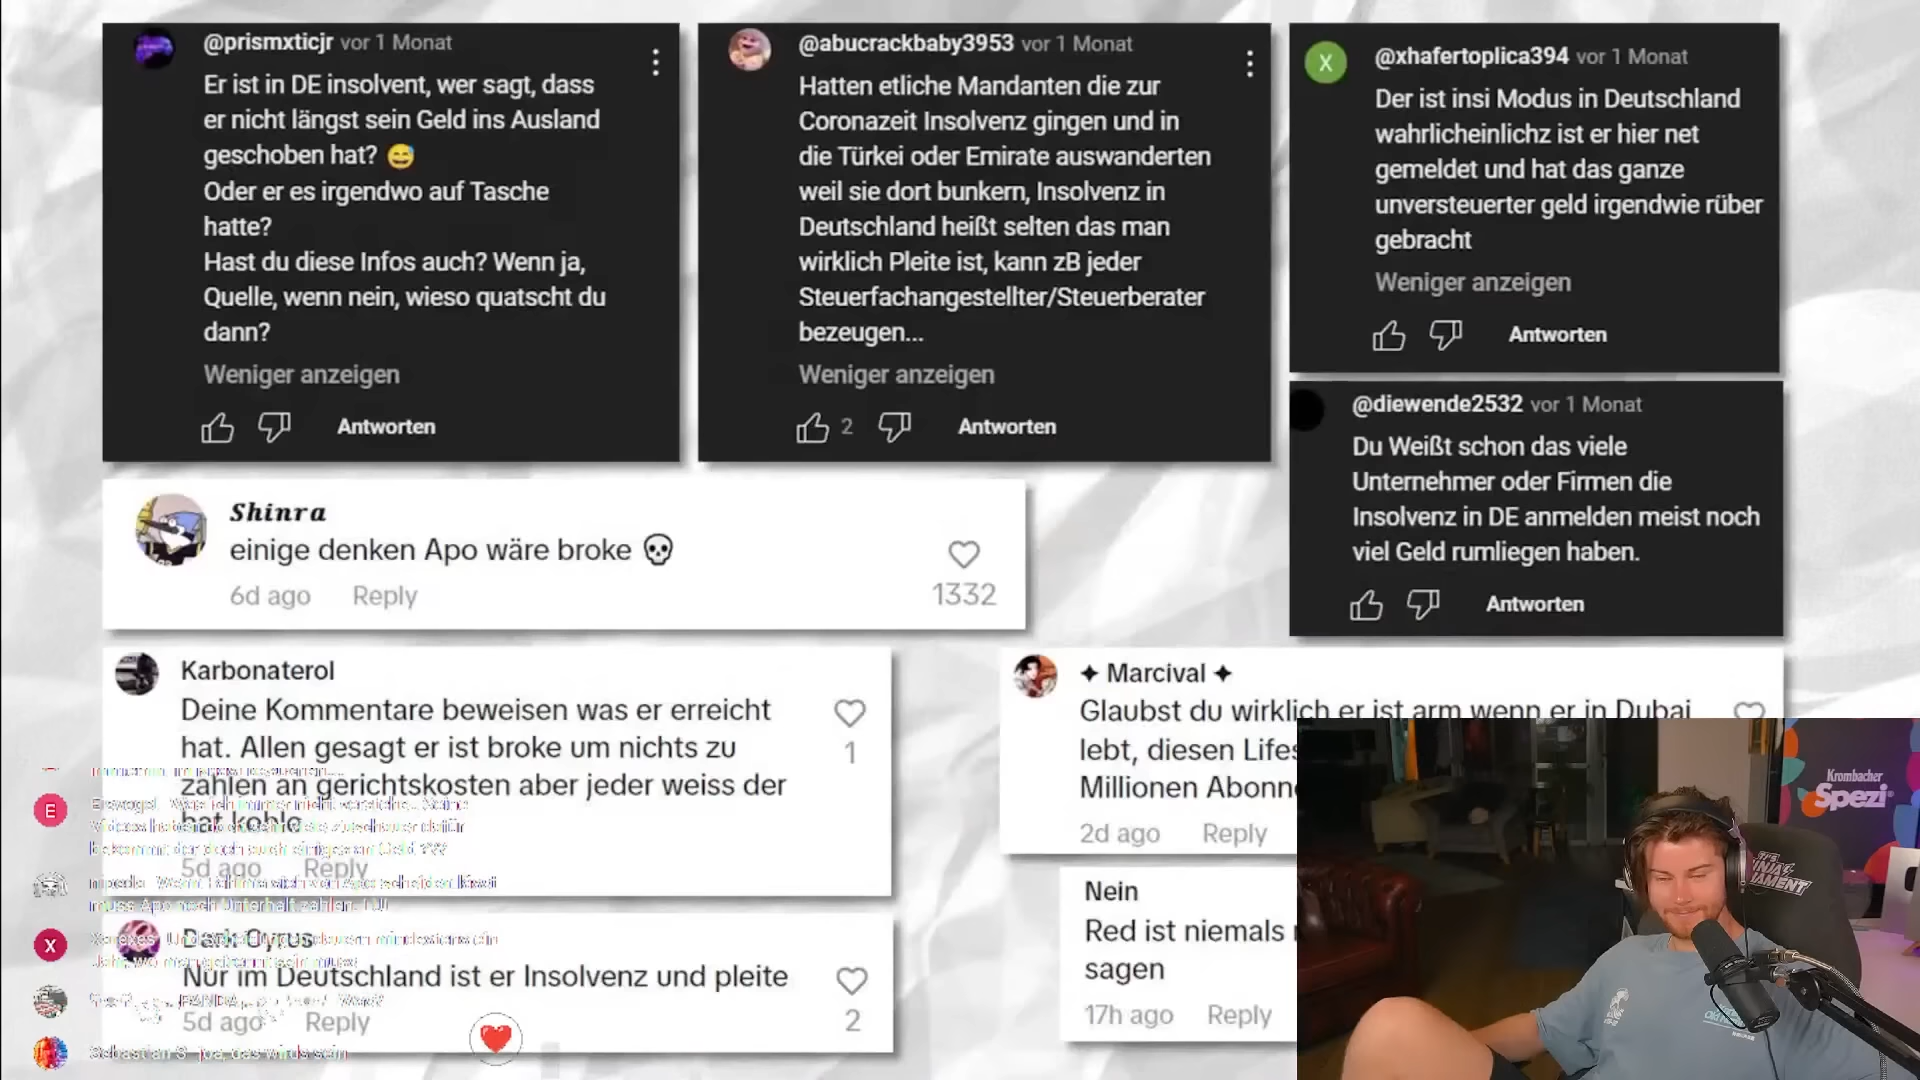 @prismxticjr vor 1 Monat
Er ist in DE insolvent, wer sagt, dass
er nicht längst sein Geld ins Ausland
geschoben hat? 😅
Oder er es irgendwo auf Tasche
hatte?
Hast du diese Infos auch? Wenn ja,
Quelle, wenn nein, wieso quatscht du
dann?
Weniger anzeigen
Antworten
@abucrackbaby3953 vor 1 Monat
Hatten etliche Mandanten die zur
Coronazeit Insolvenz gingen und in
die Türkei oder Emirate auswanderten
weil sie dort bunkern, Insolvenz in
Deutschland heißt selten das man
wirklich Pleite ist, kann zB jeder
Steuerfachangestellter/Steuerberater
bezeugen...
Weniger anzeigen
2 Antworten
X
@xhafertoplica394 vor 1 Monat
Der ist insi Modus in Deutschland
wahrlicheinlichz ist er hier net
gemeldet und hat das ganze
unversteuerter geld irgendwie rüber
gebracht
Weniger anzeigen
Antworten
@diewende2532 vor 1 Monat
Du Weißt schon das viele
Unternehmer oder Firmen die
Insolvenz in DE anmelden meist noch
viel Geld rumliegen haben.
Antworten
Shinra
einige denken Apo wäre broke 💀
6d ago Reply
1332
Karbonaterol
Deine Kommentare beweisen was er erreicht
hat. Allen gesagt er ist broke um nichts zu
zahlen an gerichtskosten aber jeder weiss der
hat kohle
5d ago Reply
1
Dark Cyrus
Nur im Deutschland ist er Insolvenz und pleite
5d ago Reply
2
✦ Marcival ✦
Glaubst du wirklich er ist arm wenn er in Dubai
lebt, diesen
Millionen
2d ago Reply
Nein
Red ist niemals
sagen
17h ago Reply
E
X
Sebastian S
Krombacher
Spezi